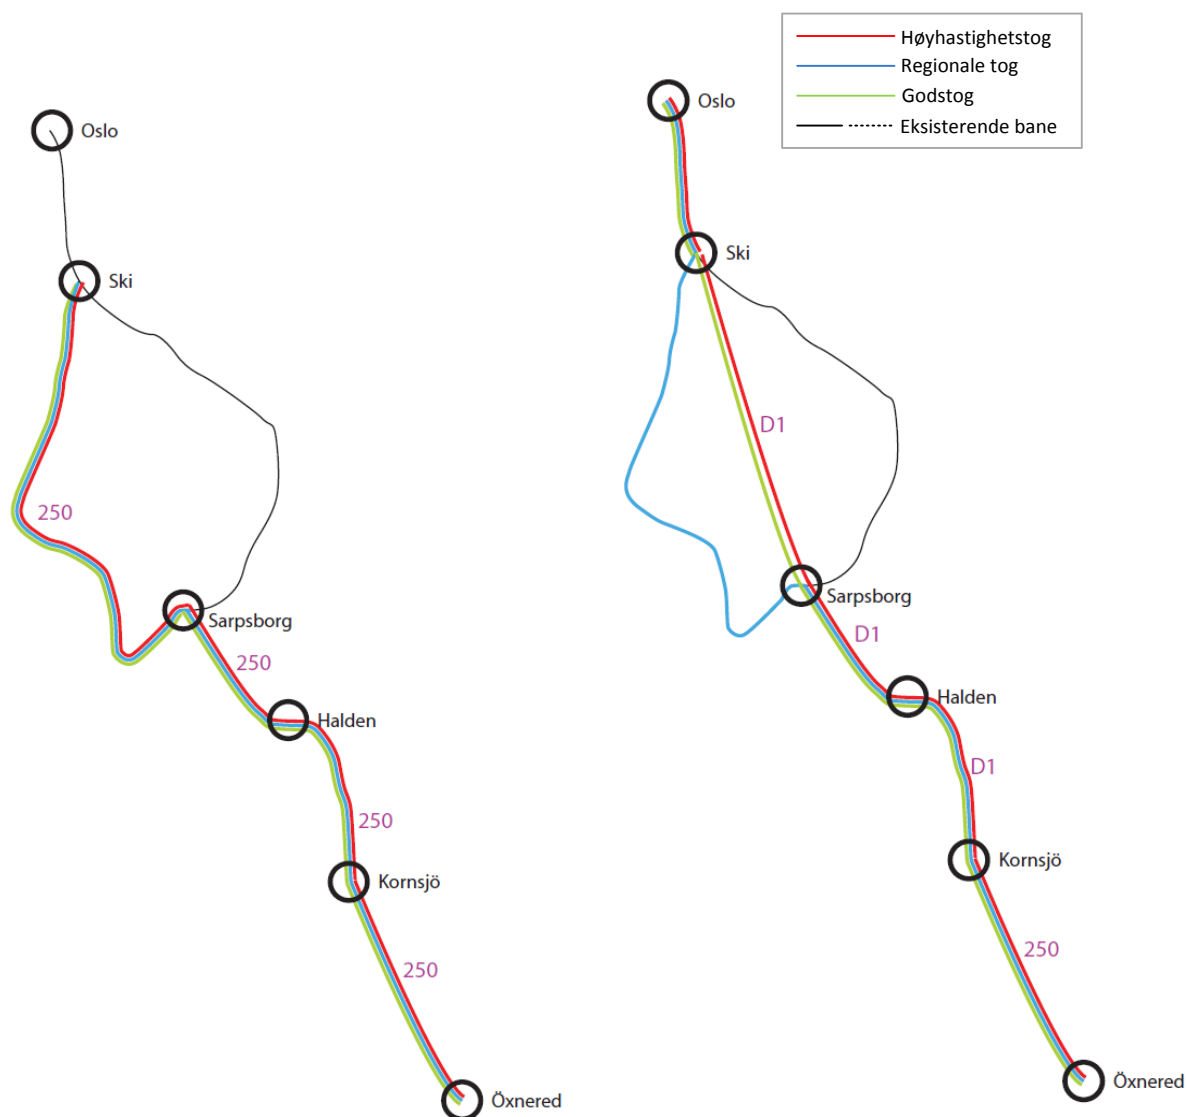 Høyhastighetstog
Regionale tog
Godstog
Eksisterende bane
Oslo
Ski
250
Sarpsborg
250
Halden
250
Kornsjö
250
Öxnered
Oslo
Ski
D1
Sarpsborg
D1
Halden
D1
Kornsjö
250
Öxnered